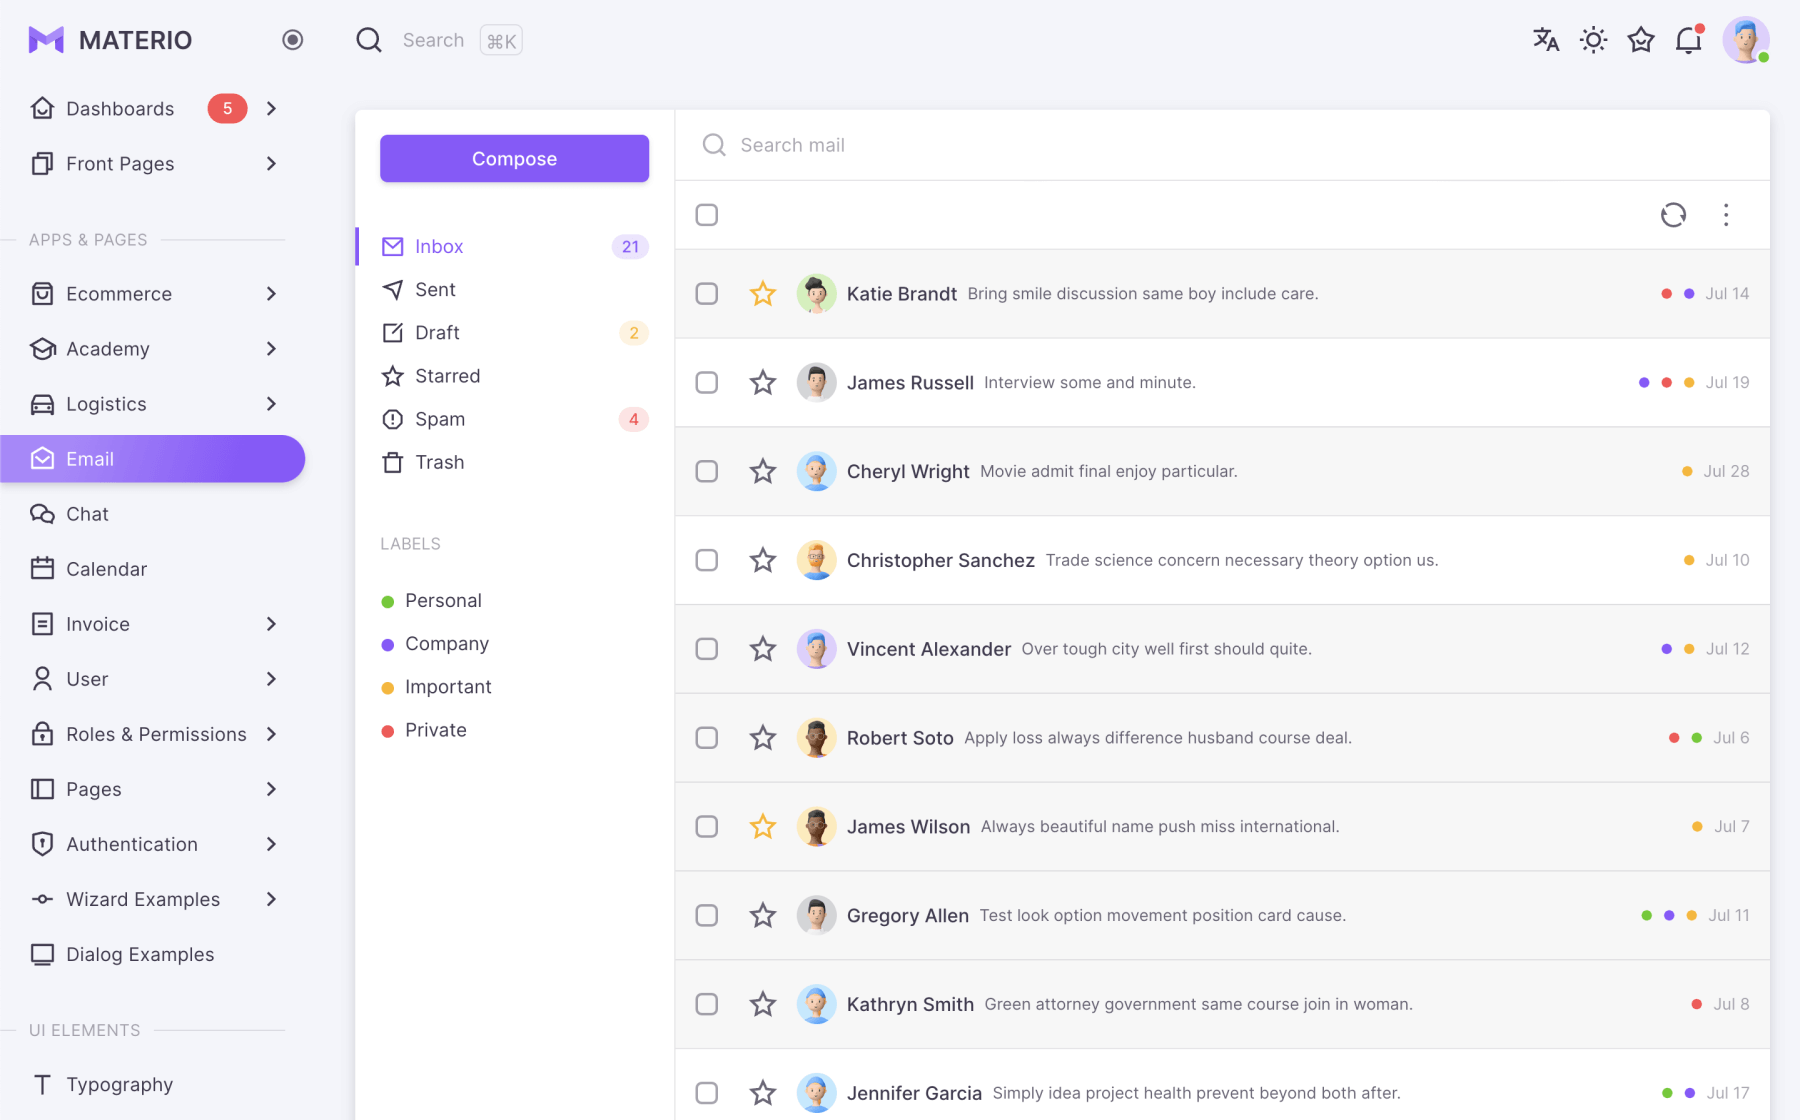 MATERIO
Search ⌘K
Dashboards 5
Front Pages
APPS & PAGES
Ecommerce
Academy
Logistics
Email
Chat
Calendar
Invoice
User
Roles & Permissions
Pages
Authentication
Wizard Examples
Dialog Examples
UI ELEMENTS
Typography
Compose
Inbox 21
Sent
Draft 2
Starred
Spam 4
Trash
LABELS
Personal
Company
Important
Private
Search mail
Katie Brandt Bring smile discussion same boy include care. Jul 14
James Russell Interview some and minute. Jul 19
Cheryl Wright Movie admit final enjoy particular. Jul 28
Christopher Sanchez Trade science concern necessary theory option us. Jul 10
Vincent Alexander Over tough city well first should quite. Jul 12
Robert Soto Apply loss always difference husband course deal. Jul 6
James Wilson Always beautiful name push miss international. Jul 7
Gregory Allen Test look option movement position card cause. Jul 11
Kathryn Smith Green attorney government same course join in woman. Jul 8
Jennifer Garcia Simply idea project health prevent beyond both after. Jul 17